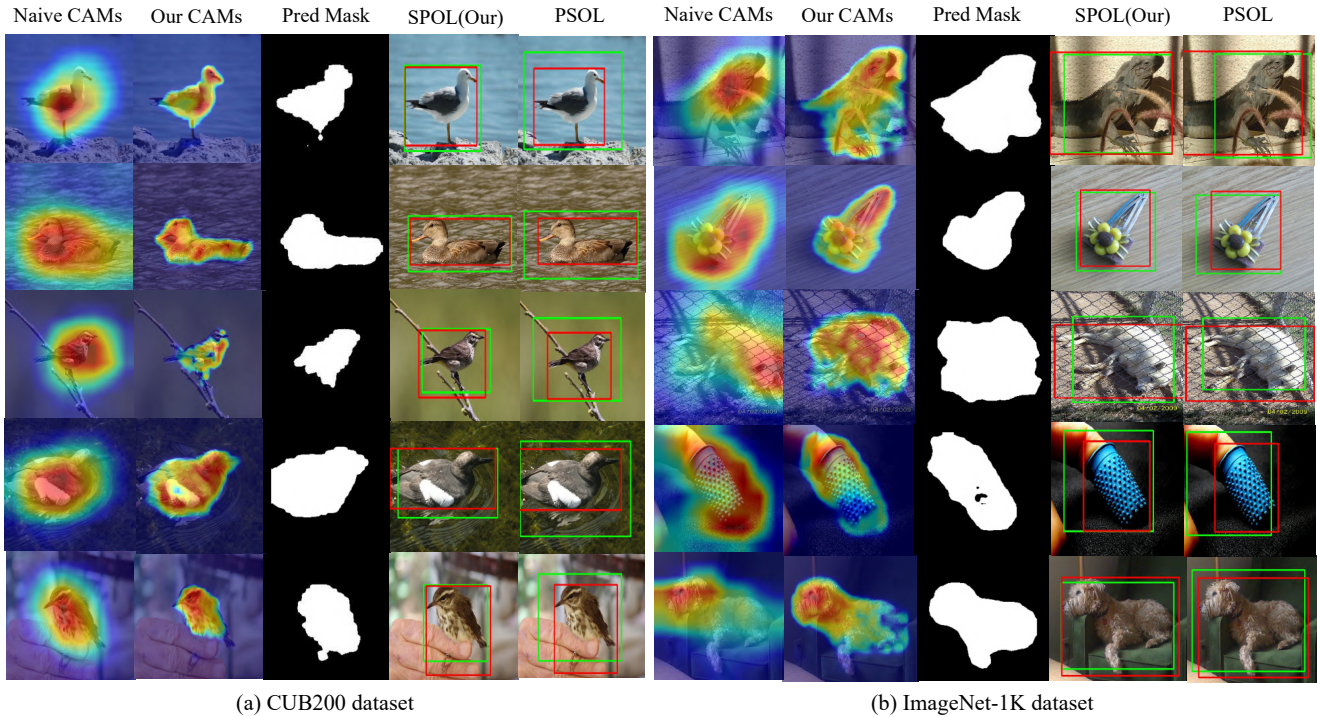 Naive CAMs Our CAMs Pred Mask SPOL(Our) PSOL Naive CAMs Our CAMs Pred Mask SPOL(Our) PSOL
04/02/2009 04/02/2009
(a) CUB200 dataset (b) ImageNet-1K dataset